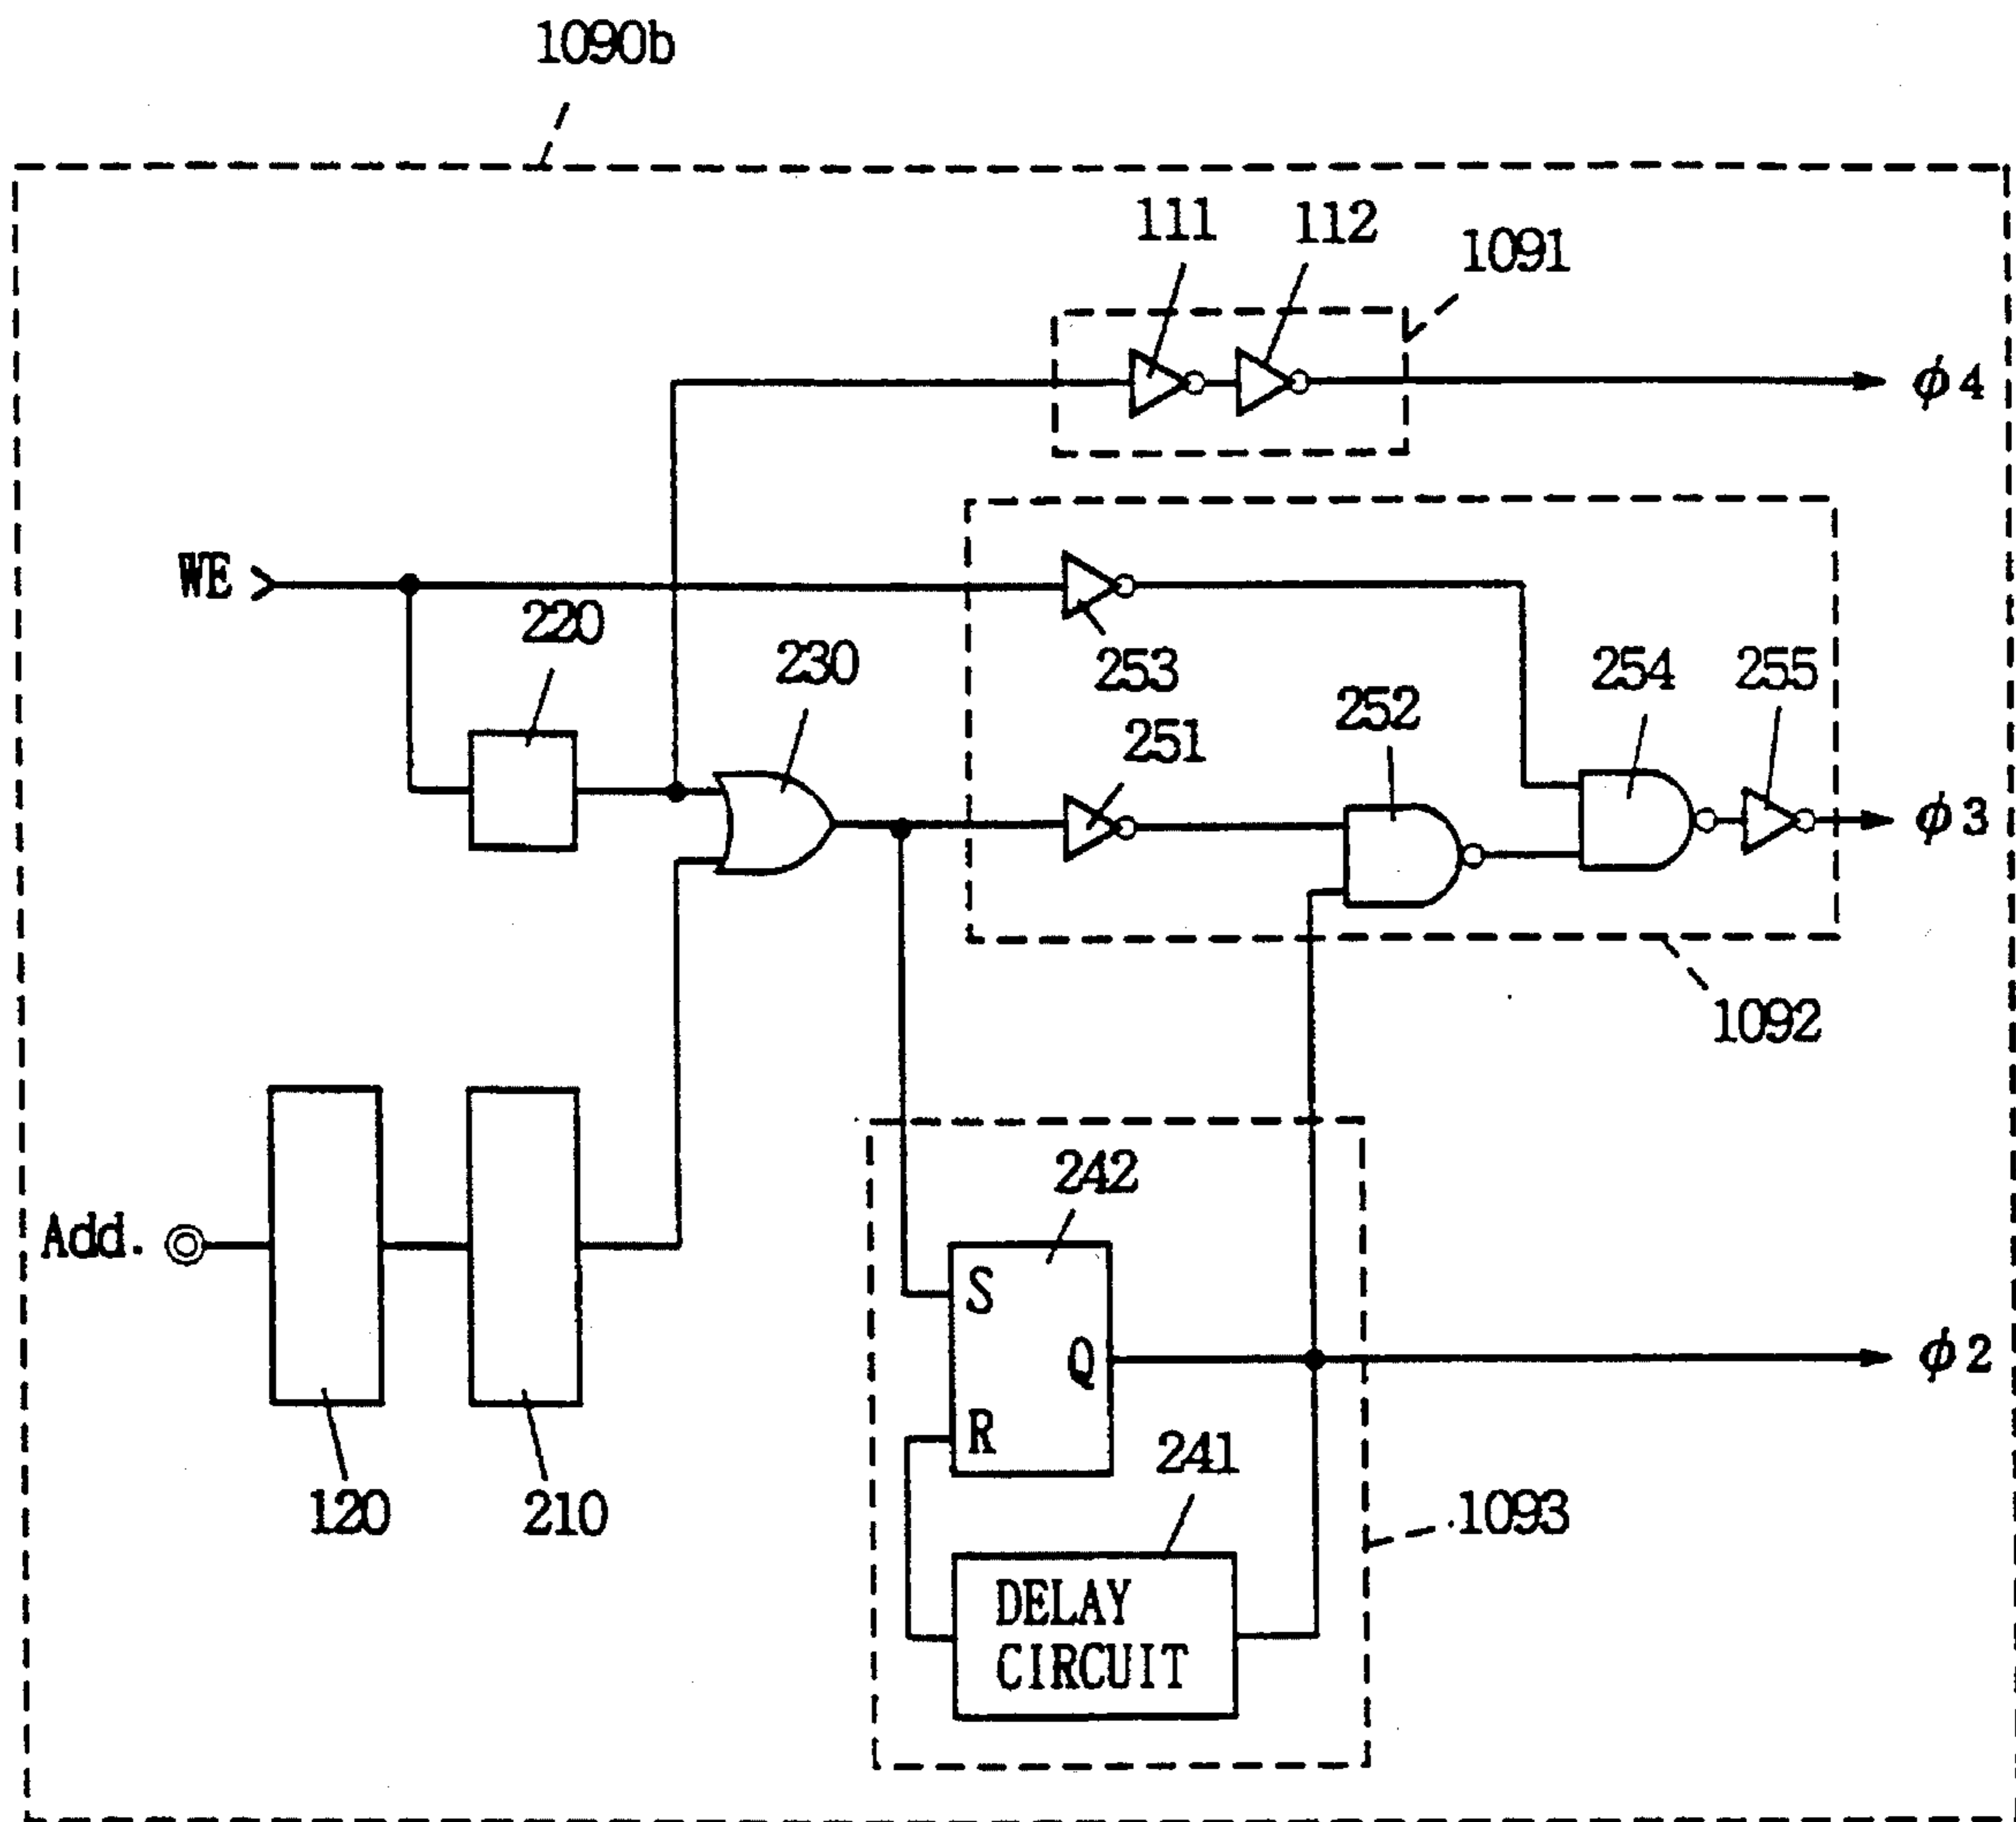 1090b
111
112
1091
φ4
WE
220
230
253
251
252
254
255
φ3
1092
242
Add.
S
Q
R
φ2
120
210
241
1093
DELAY
CIRCUIT